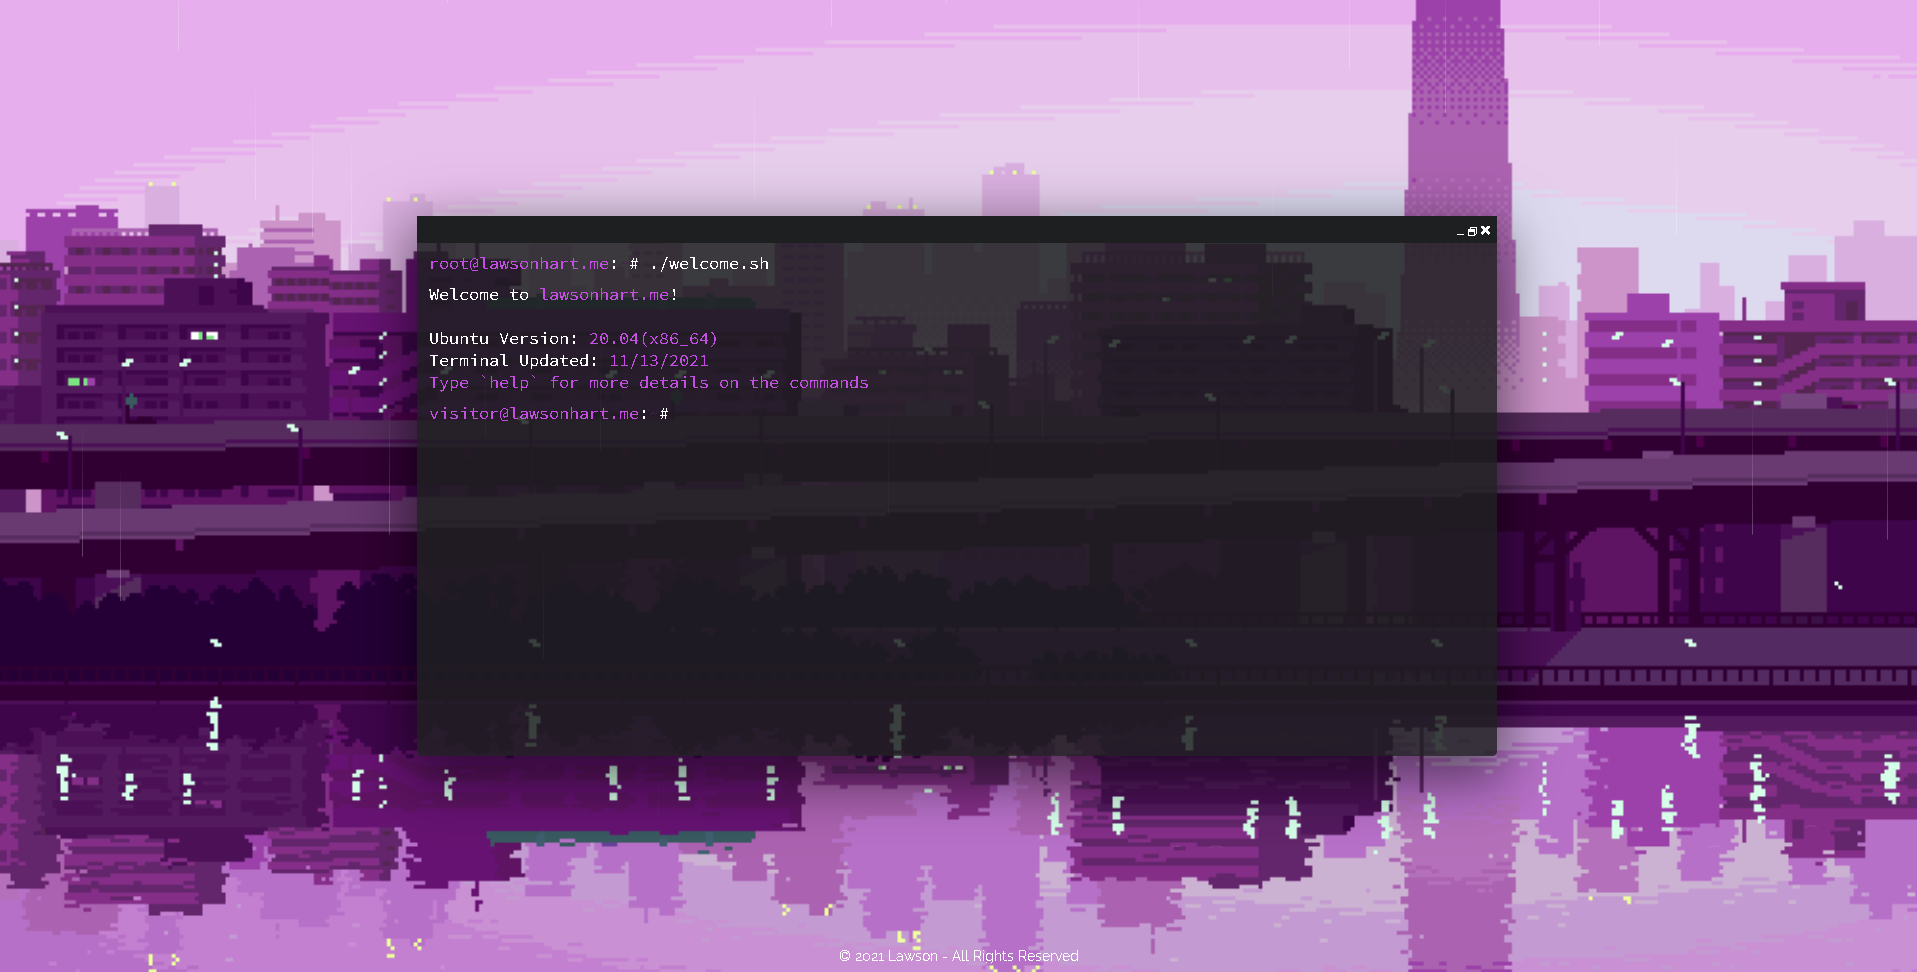 root@lawsonhart.me: # ./welcome.sh
Welcome to lawsonhart.me!
Ubuntu Version: 20.04(x86_64)
Terminal Updated: 11/13/2021
Type `help` for more details on the commands
visitor@lawsonhart.me: #
© 2021 Lawson - All Rights Reserved